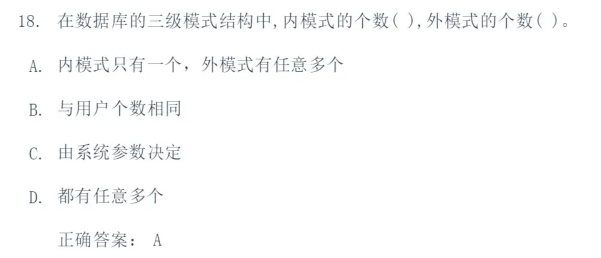 18. 在数据库的三级模式结构中,内模式的个数( ),外模式的个数( )。
A. 内模式只有一个，外模式有任意多个
B. 与用户个数相同
C. 由系统参数决定
D. 都有任意多个
正确答案： A